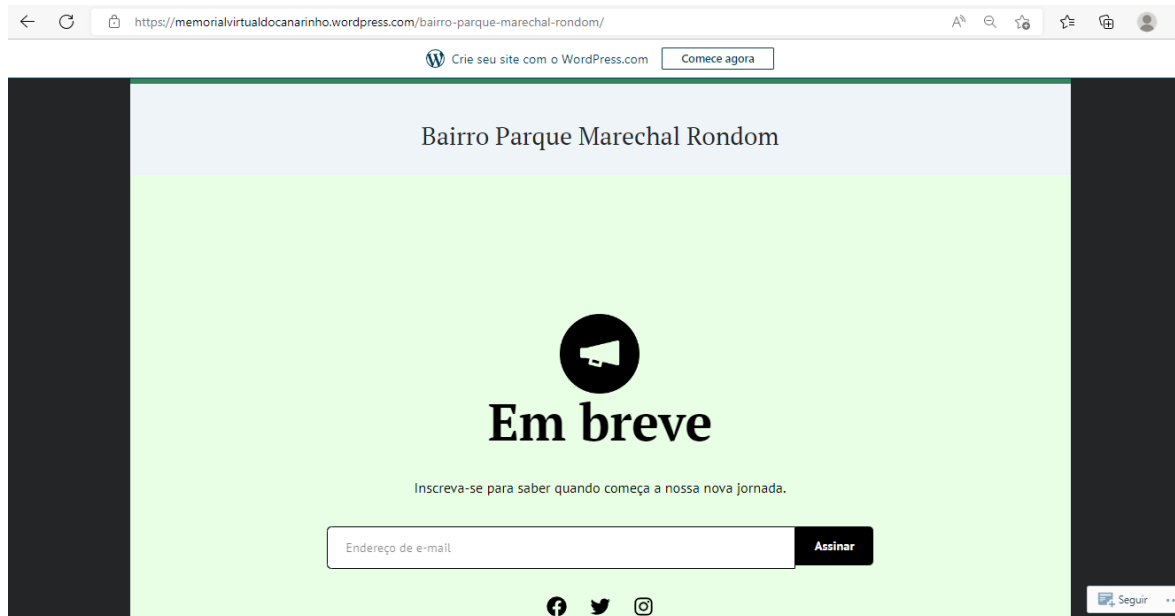 https://memorialvirtualdocanarinho.wordpress.com/bairro-parque-marechal-rondom/
Crie seu site com o WordPress.com
Comece agora
Bairro Parque Marechal Rondom
Em breve
Inscreva-se para saber quando começa a nossa nova jornada.
Endereço de e-mail
Assinar
Seguir